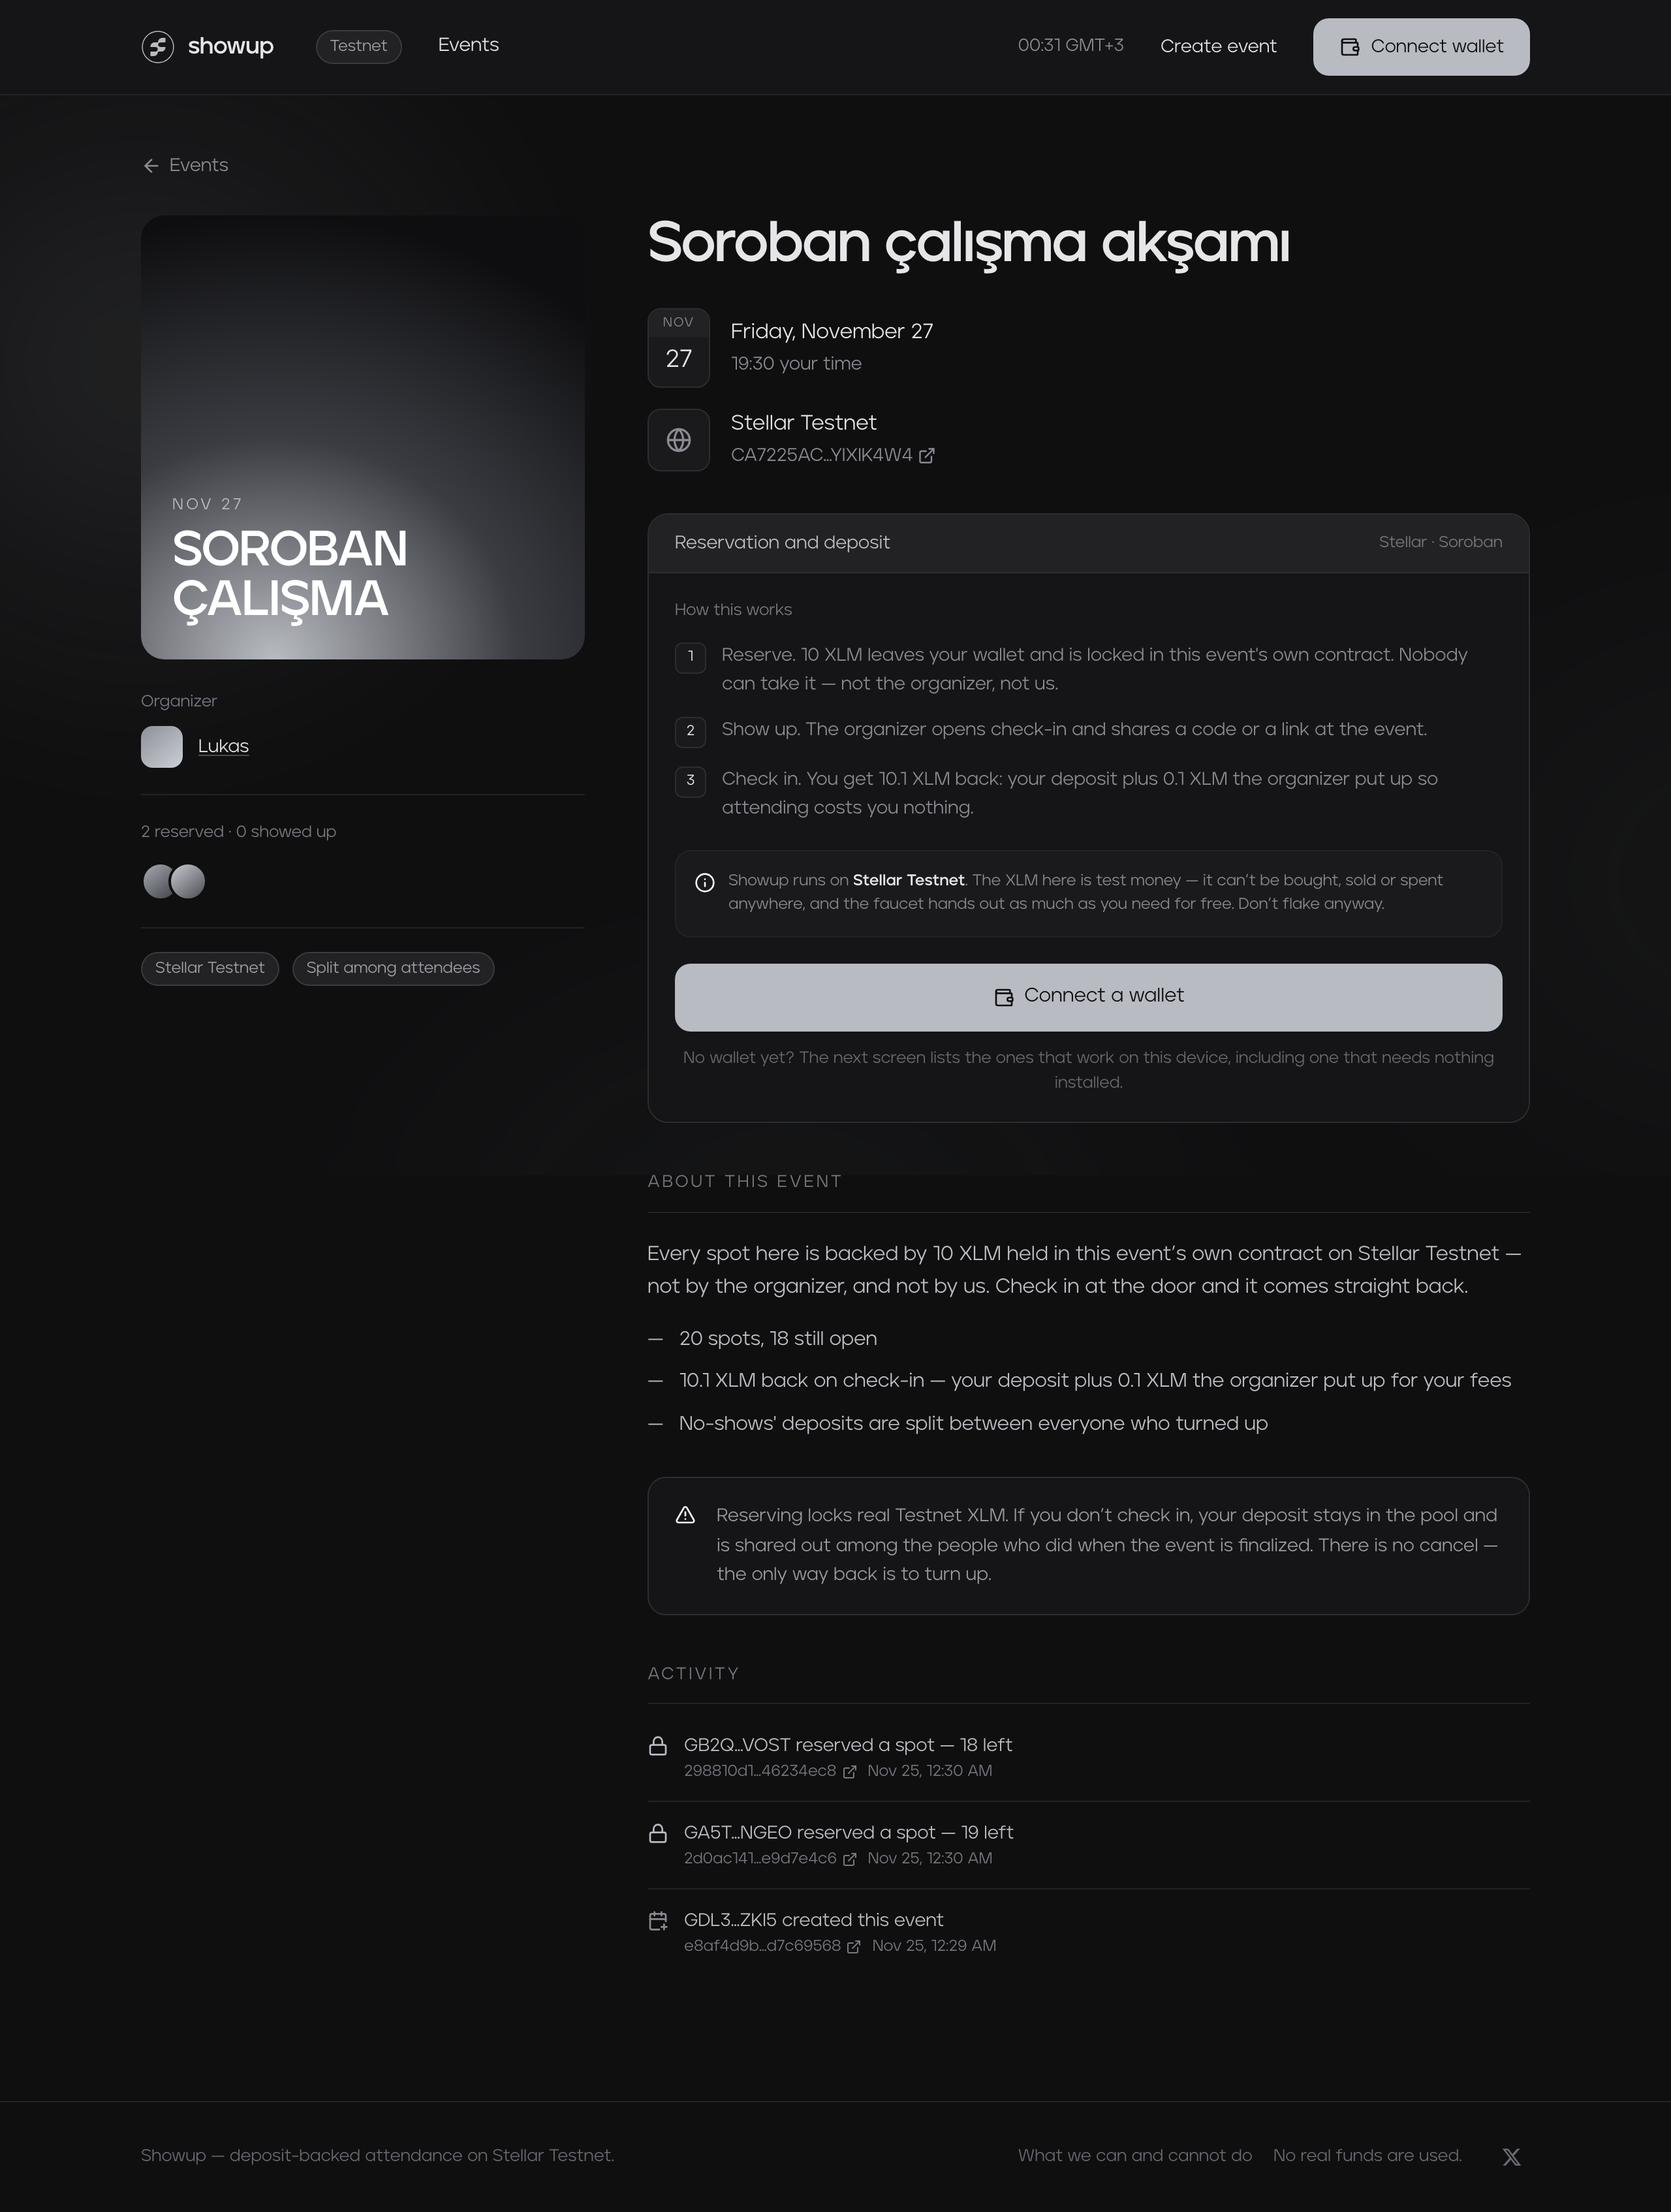 showup
Testnet
Events
00:31 GMT+3
Create event
Connect wallet
Events
NOV 27
SOROBAN
ÇALIŞMA
Organizer
Lukas
2 reserved · 0 showed up
Stellar Testnet
Split among attendees
Soroban çalışma akşamı
NOV
27
Friday, November 27
19:30 your time
Stellar Testnet
CA7225AC…YIXIK4W4
Reservation and deposit
Stellar · Soroban
How this works
1
Reserve. 10 XLM leaves your wallet and is locked in this event's own contract. Nobody
can take it — not the organizer, not us.
2
Show up. The organizer opens check-in and shares a code or a link at the event.
3
Check in. You get 10.1 XLM back: your deposit plus 0.1 XLM the organizer put up so
attending costs you nothing.
Showup runs on Stellar Testnet. The XLM here is test money — it can't be bought, sold or spent
anywhere, and the faucet hands out as much as you need for free. Don't flake anyway.
Connect a wallet
No wallet yet? The next screen lists the ones that work on this device, including one that needs nothing
installed.
ABOUT THIS EVENT
Every spot here is backed by 10 XLM held in this event's own contract on Stellar Testnet —
not by the organizer, and not by us. Check in at the door and it comes straight back.
— 20 spots, 18 still open
— 10.1 XLM back on check-in — your deposit plus 0.1 XLM the organizer put up for your fees
— No-shows' deposits are split between everyone who turned up
Reserving locks real Testnet XLM. If you don't check in, your deposit stays in the pool and
is shared out among the people who did when the event is finalized. There is no cancel —
the only way back is to turn up.
ACTIVITY
GB2Q…VOST reserved a spot — 18 left
298810d1…46234ec8 Nov 25, 12:30 AM
GA5T…NGEO reserved a spot — 19 left
2d0ac141…e9d7e4c6 Nov 25, 12:30 AM
GDL3…ZKI5 created this event
e8af4d9b…d7c69568 Nov 25, 12:29 AM
Showup — deposit-backed attendance on Stellar Testnet.
What we can and cannot do
No real funds are used.